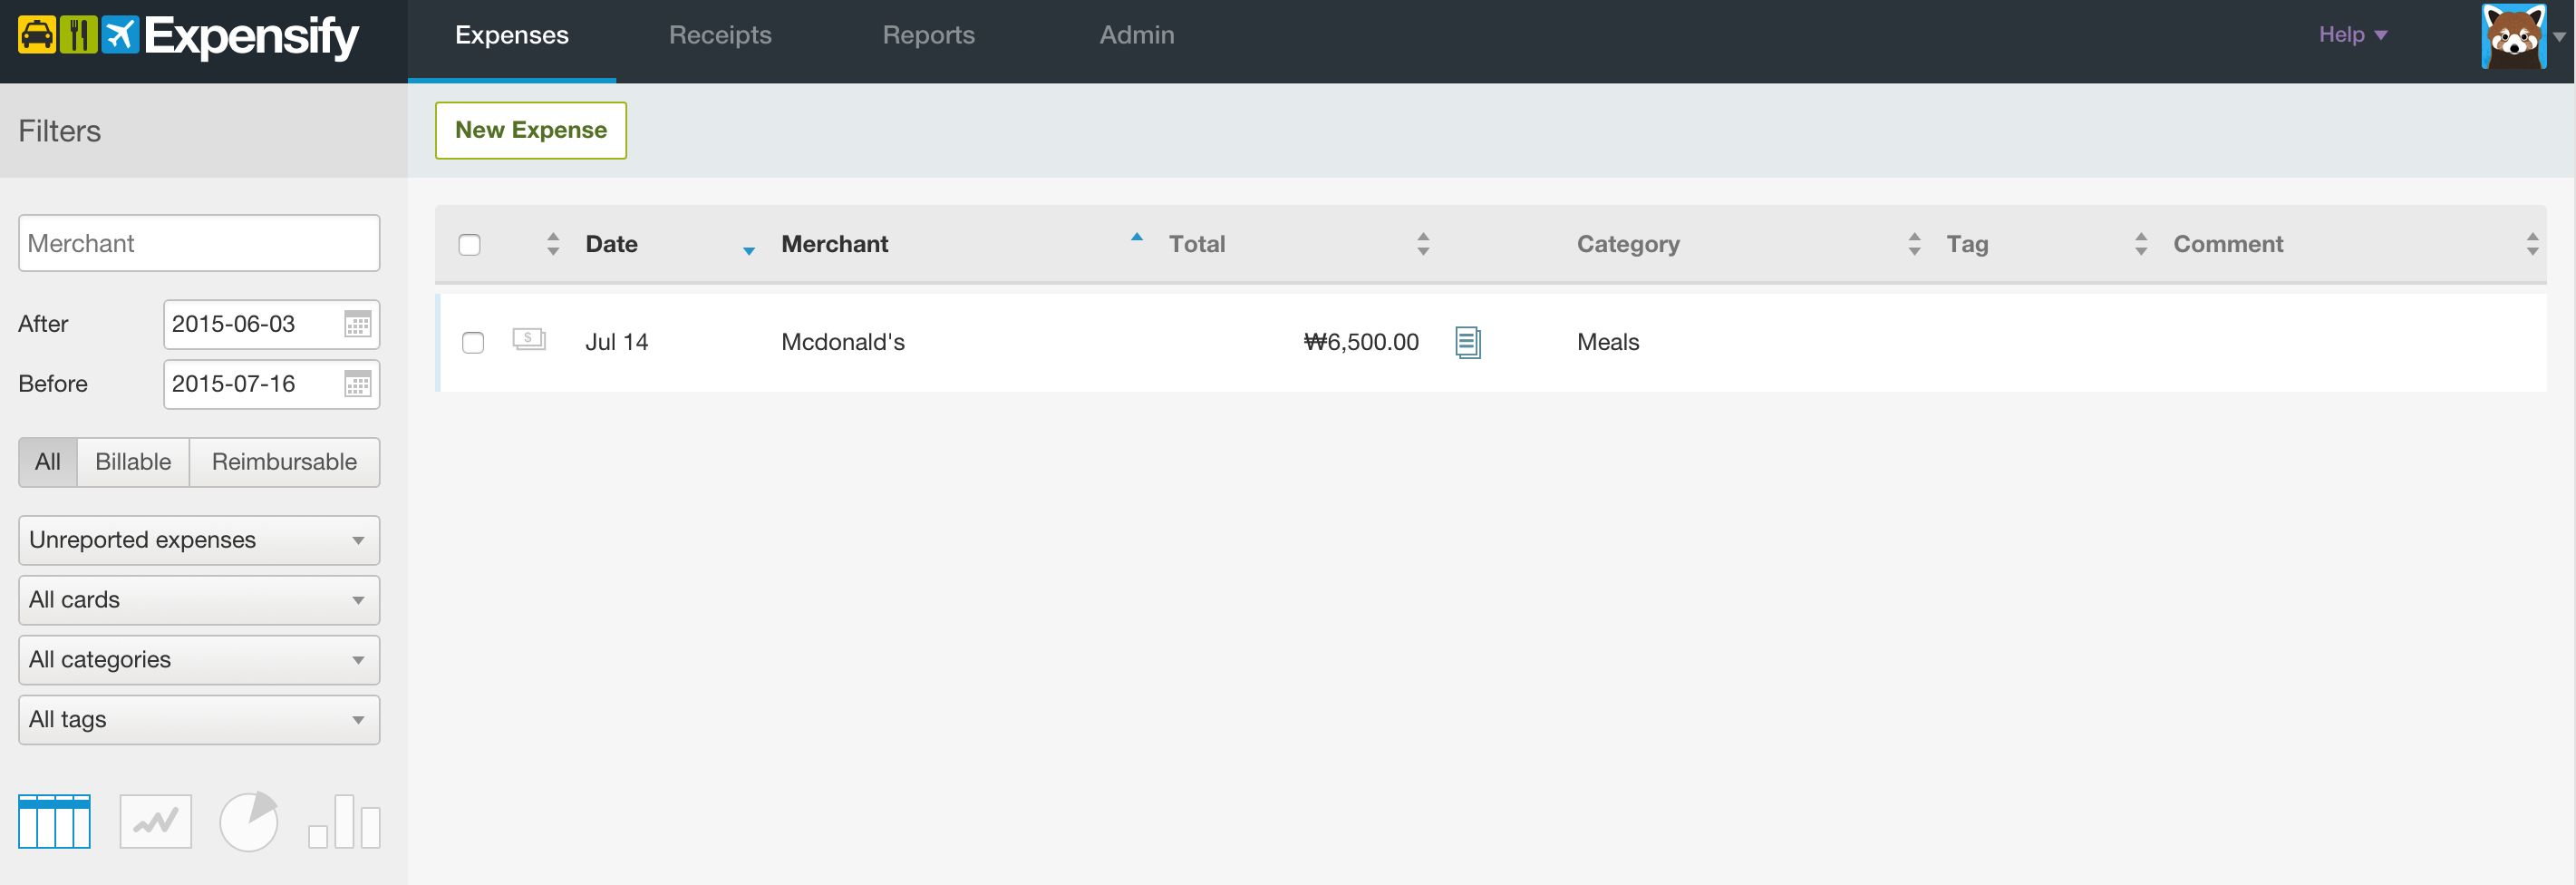 Expensify
Expenses Receipts Reports Admin Help
Filters
New Expense
Merchant
After 2015-06-03
Before 2015-07-16
All Billable Reimbursable
Unreported expenses
All cards
All categories
All tags
Date Merchant Total Category Tag Comment
$ Jul 14 Mcdonald's ₩6,500.00 Meals